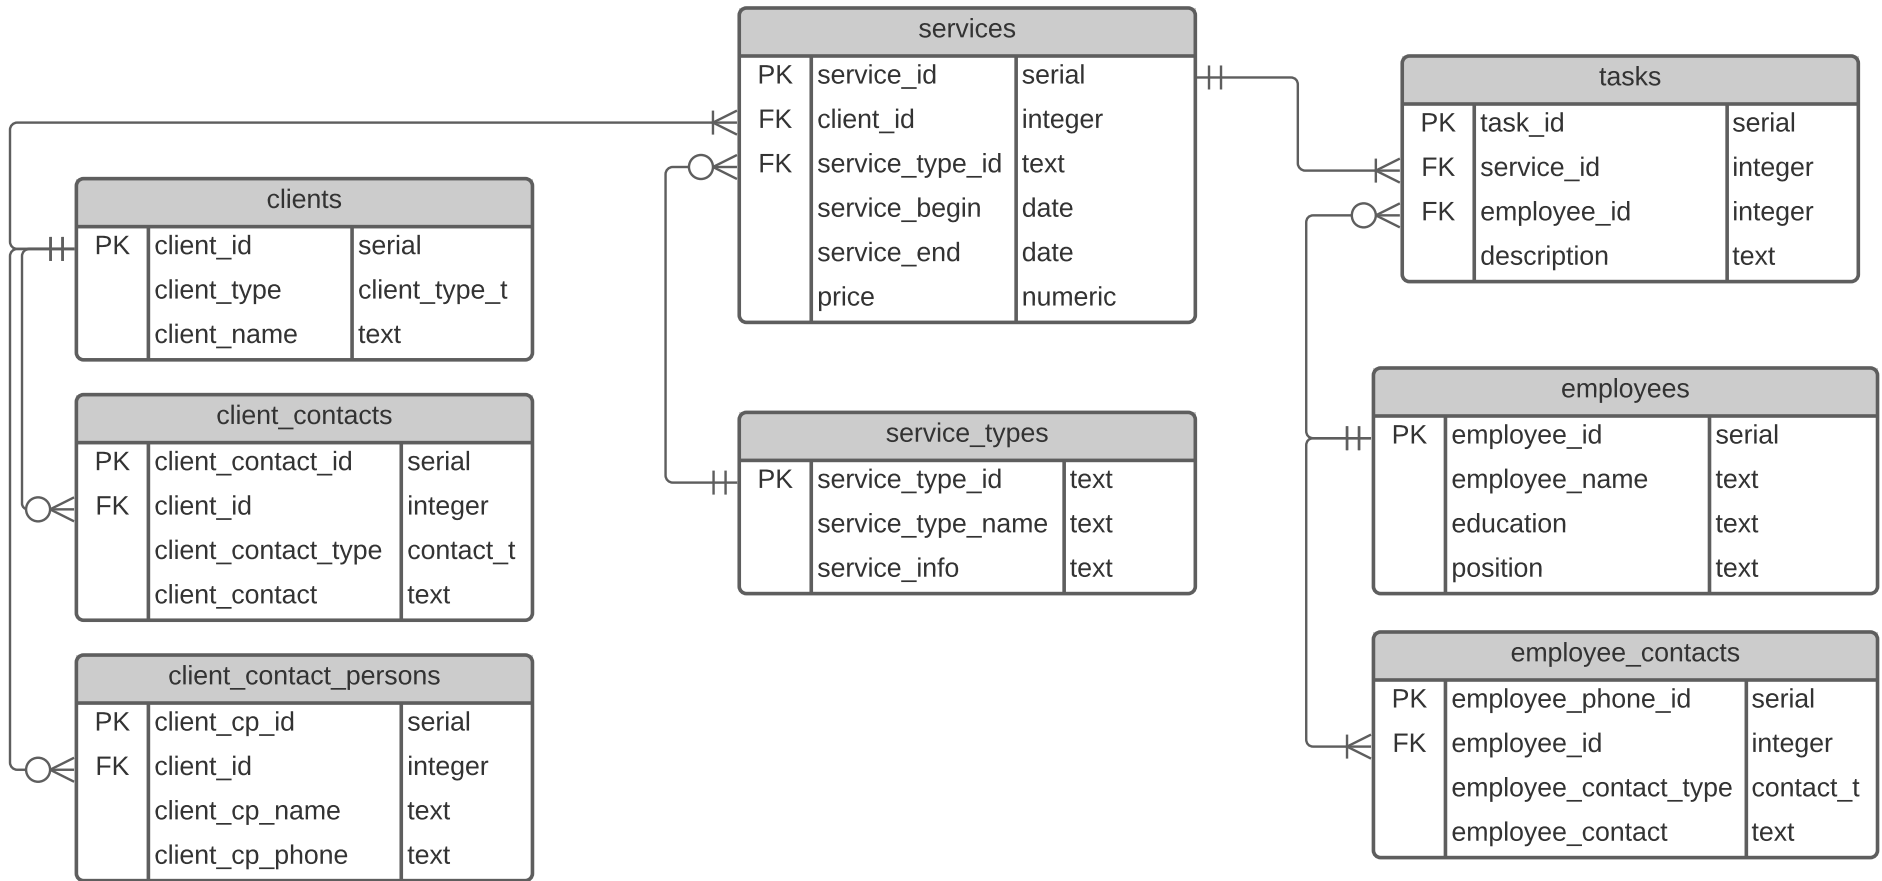 services
PK service_id serial
FK client_id integer
FK service_type_id text
service_begin date
service_end date
price numeric
tasks
PK task_id serial
FK service_id integer
FK employee_id integer
description text
clients
PK client_id serial
client_type client_type_t
client_name text
client_contacts
PK client_contact_id serial
FK client_id integer
client_contact_type contact_t
client_contact text
service_types
PK service_type_id text
service_type_name text
service_info text
employees
PK employee_id serial
employee_name text
education text
position text
client_contact_persons
PK client_cp_id serial
FK client_id integer
client_cp_name text
client_cp_phone text
employee_contacts
PK employee_phone_id serial
FK employee_id integer
employee_contact_type contact_t
employee_contact text